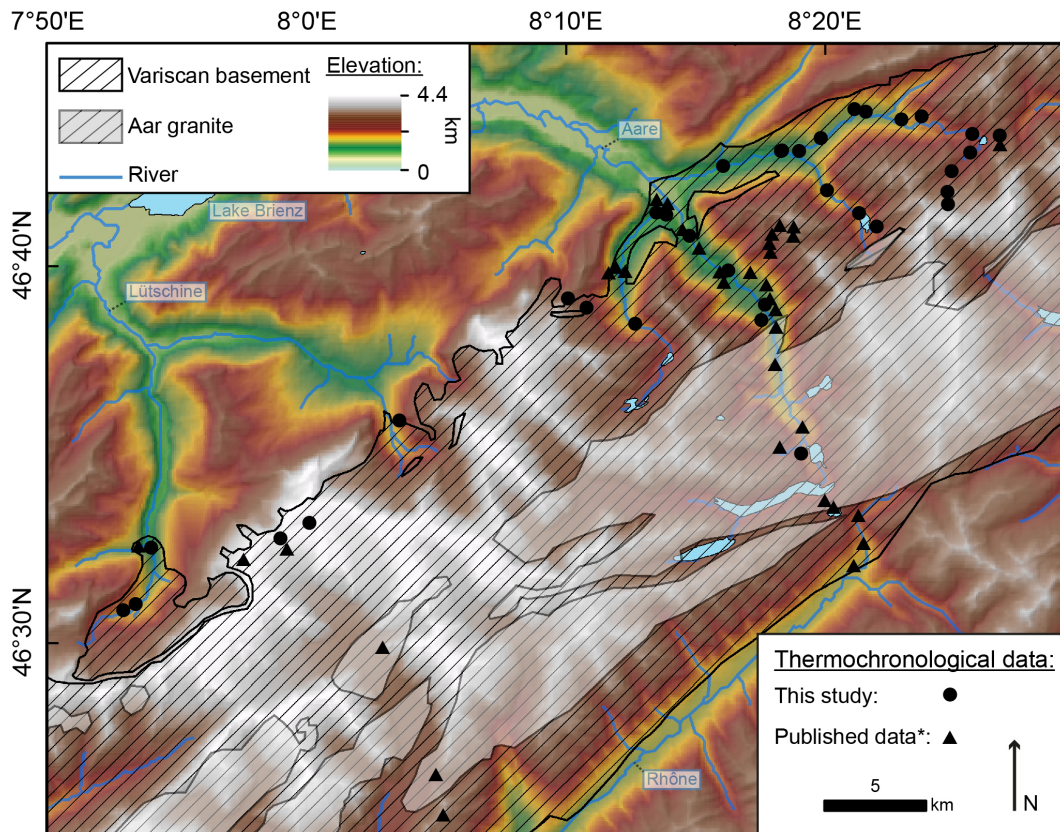 7°50'E
8°0'E
8°10'E
8°20'E
Variscan basement
Aar granite
River
Elevation:
4.4
km
0
Aare
Lake Brienz
46°40'N
Lütschine
46°30'N
Rhône
Thermochronological data:
This study:
Published data*:
5
km
N